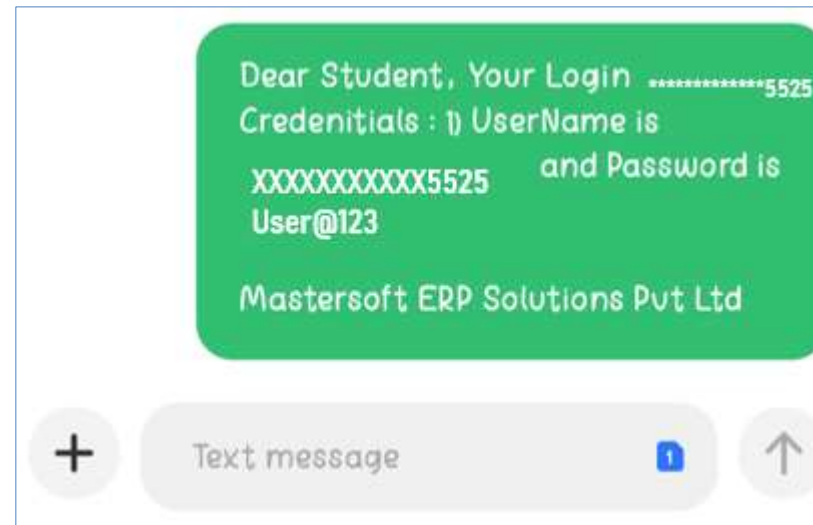 Dear Student, Your Login *************5525
Credenitials : 1) UserName is
XXXXXXXXXXX5525 and Password is
User@123
Mastersoft ERP Solutions Pvt Ltd
Text message
1